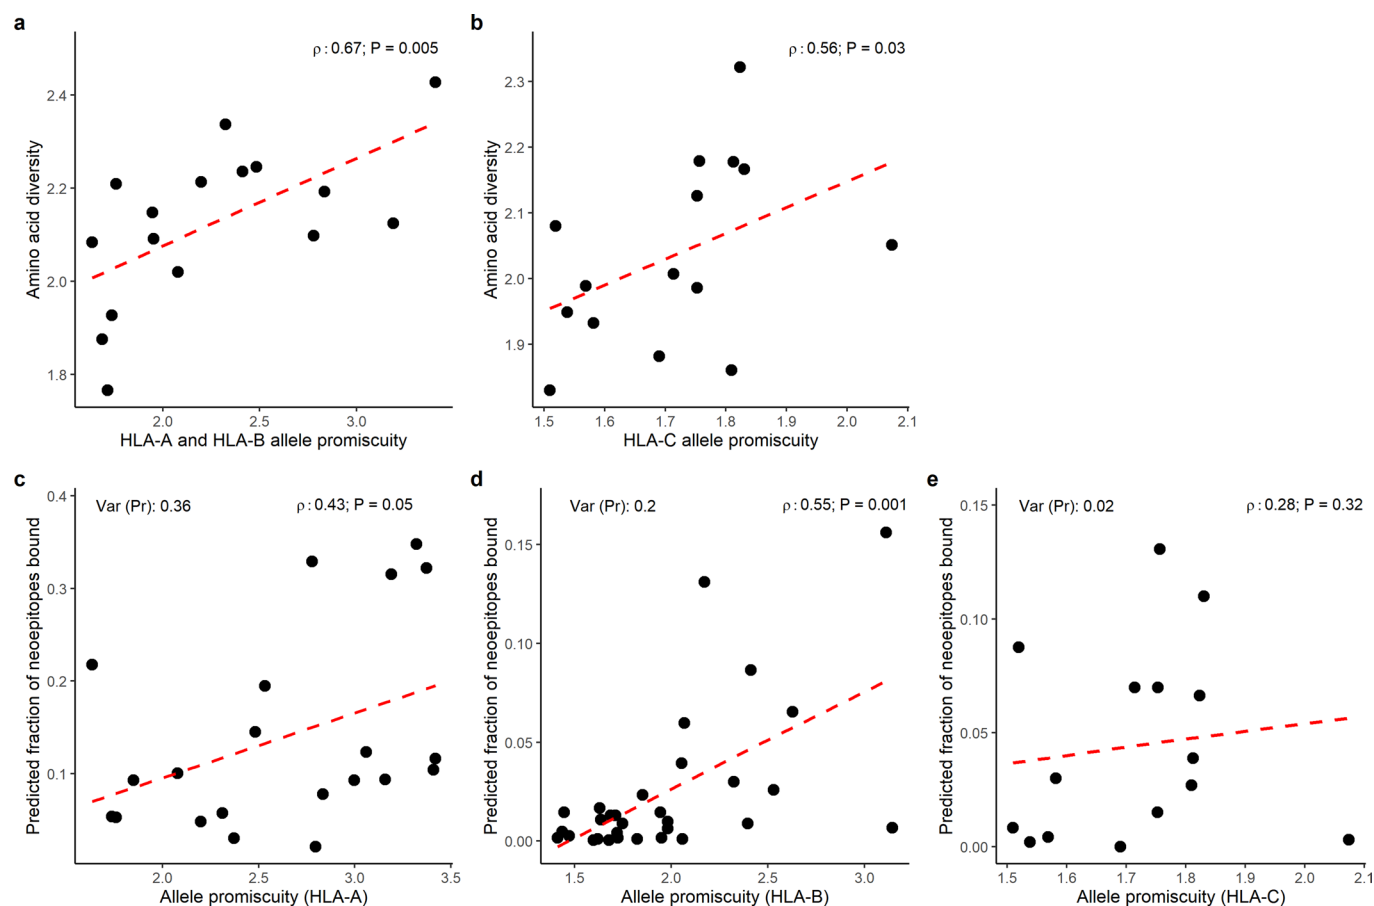 a
ρ : 0.67; P = 0.005
Amino acid diversity
2.4
2.2
2.0
1.8
2.0
2.5
3.0
HLA-A and HLA-B allele promiscuity
b
ρ : 0.56; P = 0.03
Amino acid diversity
2.3
2.2
2.1
2.0
1.9
1.5
1.6
1.7
1.8
1.9
2.0
2.1
HLA-C allele promiscuity
c
Var (Pr): 0.36
ρ : 0.43; P = 0.05
Predicted fraction of neoepitopes bound
0.4
0.3
0.2
0.1
2.0
2.5
3.0
3.5
Allele promiscuity (HLA-A)
d
Var (Pr): 0.2
ρ : 0.55; P = 0.001
Predicted fraction of neoepitopes bound
0.15
0.10
0.05
0.00
1.5
2.0
2.5
3.0
Allele promiscuity (HLA-B)
e
Var (Pr): 0.02
ρ : 0.28; P = 0.32
Predicted fraction of neoepitopes bound
0.15
0.10
0.05
0.00
1.5
1.6
1.7
1.8
1.9
2.0
2.1
Allele promiscuity (HLA-C)